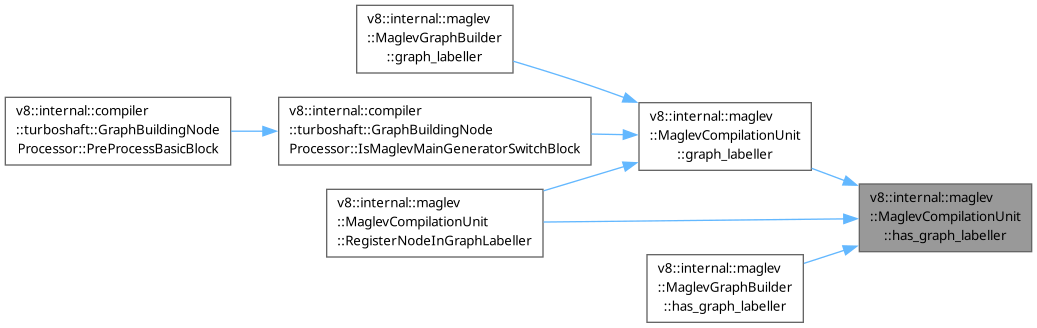 v8::internal::maglev
::MaglevGraphBuilder
::graph_labeller
v8::internal::compiler
::turboshaft::GraphBuildingNode
Processor::PreProcessBasicBlock
v8::internal::compiler
::turboshaft::GraphBuildingNode
Processor::IsMaglevMainGeneratorSwitchBlock
v8::internal::maglev
::MaglevCompilationUnit
::graph_labeller
v8::internal::maglev
::MaglevCompilationUnit
::RegisterNodeInGraphLabeller
v8::internal::maglev
::MaglevCompilationUnit
::has_graph_labeller
v8::internal::maglev
::MaglevGraphBuilder
::has_graph_labeller